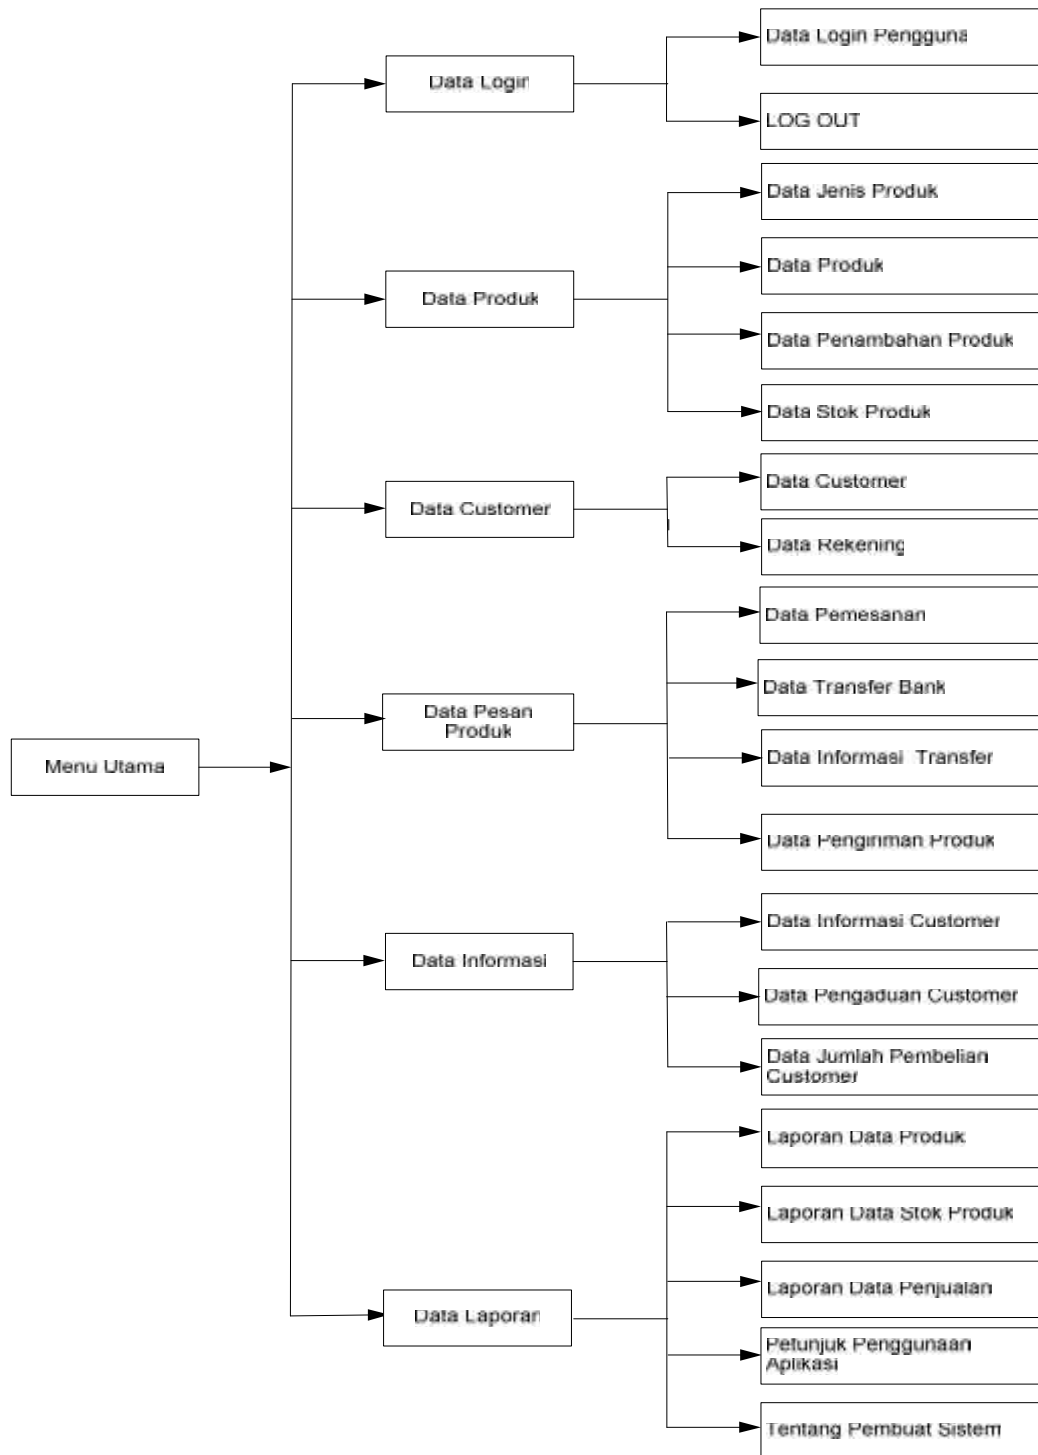 Menu Utama
Data Login
Data Login Pengguna
LOG OUT
Data Produk
Data Jenis Produk
Data Produk
Data Penambahan Produk
Data Stok Produk
Data Customer
Data Customer
Data Rekening
Data Pesan
Produk
Data Pemesanan
Data Transfer Bank
Data Informasi Transfer
Data Pengiriman Produk
Data Informasi
Data Informasi Customer
Data Pengaduan Customer
Data Jumlah Pembelian
Customer
Data Laporan
Laporan Data Produk
Laporan Data Stok Produk
Laporan Data Penjualan
Petunjuk Penggunaan
Aplikasi
Tentang Pembuat Sistem